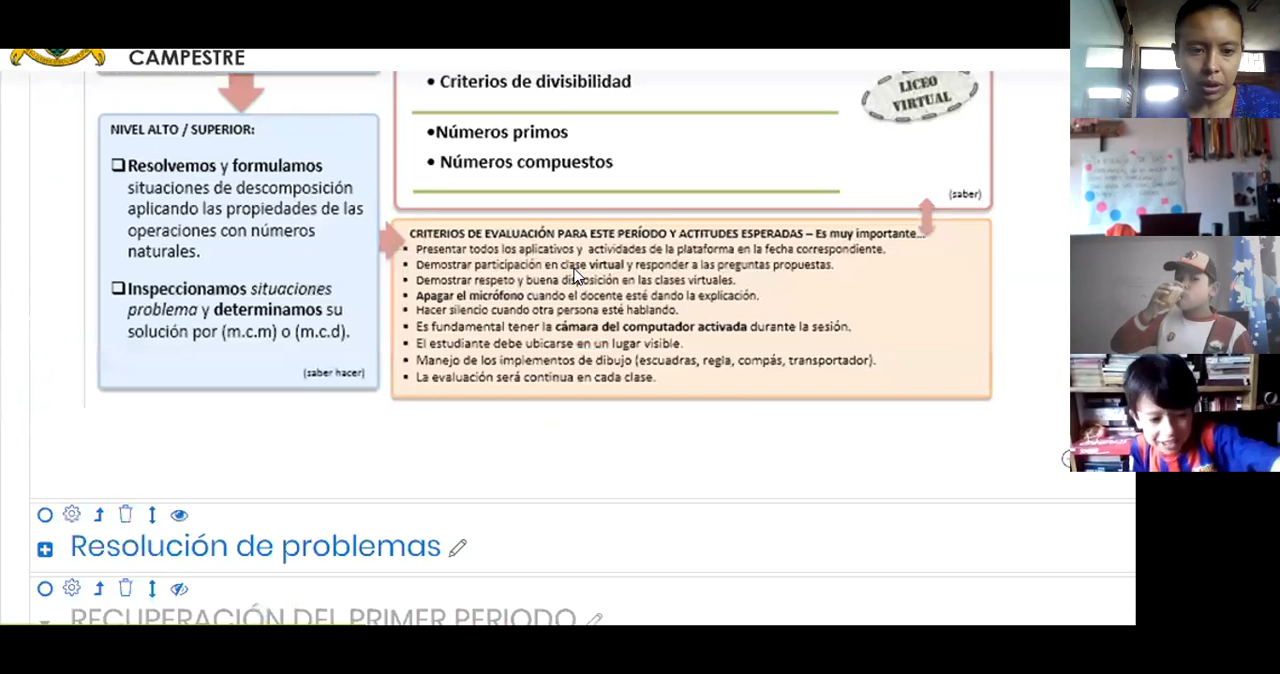 CAMPESTRE
NIVEL ALTO / SUPERIOR:
Resolvemos y formulamos
situaciones de descomposición
aplicando las propiedades de las
operaciones con números
naturales.
Inspeccionamos situaciones
problema y determinamos su
solución por (m.c.m) o (m.c.d).
(saber hacer)
• Criterios de divisibilidad
•Números primos
• Números compuestos
LICEO
VIRTUAL
(saber)
CRITERIOS DE EVALUACIÓN PARA ESTE PERÍODO Y ACTITUDES ESPERADAS – Es muy importante...
▪ Presentar todos los aplicativos y actividades de la plataforma en la fecha correspondiente.
▪ Demostrar participación en clase virtual y responder a las preguntas propuestas.
▪ Demostrar respeto y buena disposición en las clases virtuales.
▪ Apagar el micrófono cuando el docente esté dando la explicación.
▪ Hacer silencio cuando otra persona esté hablando.
▪ Es fundamental tener la cámara del computador activada durante la sesión.
▪ El estudiante debe ubicarse en un lugar visible.
▪ Manejo de los implementos de dibujo (escuadras, regla, compás, transportador).
▪ La evaluación será continua en cada clase.
Resolución de problemas
RECUPERACIÓN DEL PRIMER PERIODO